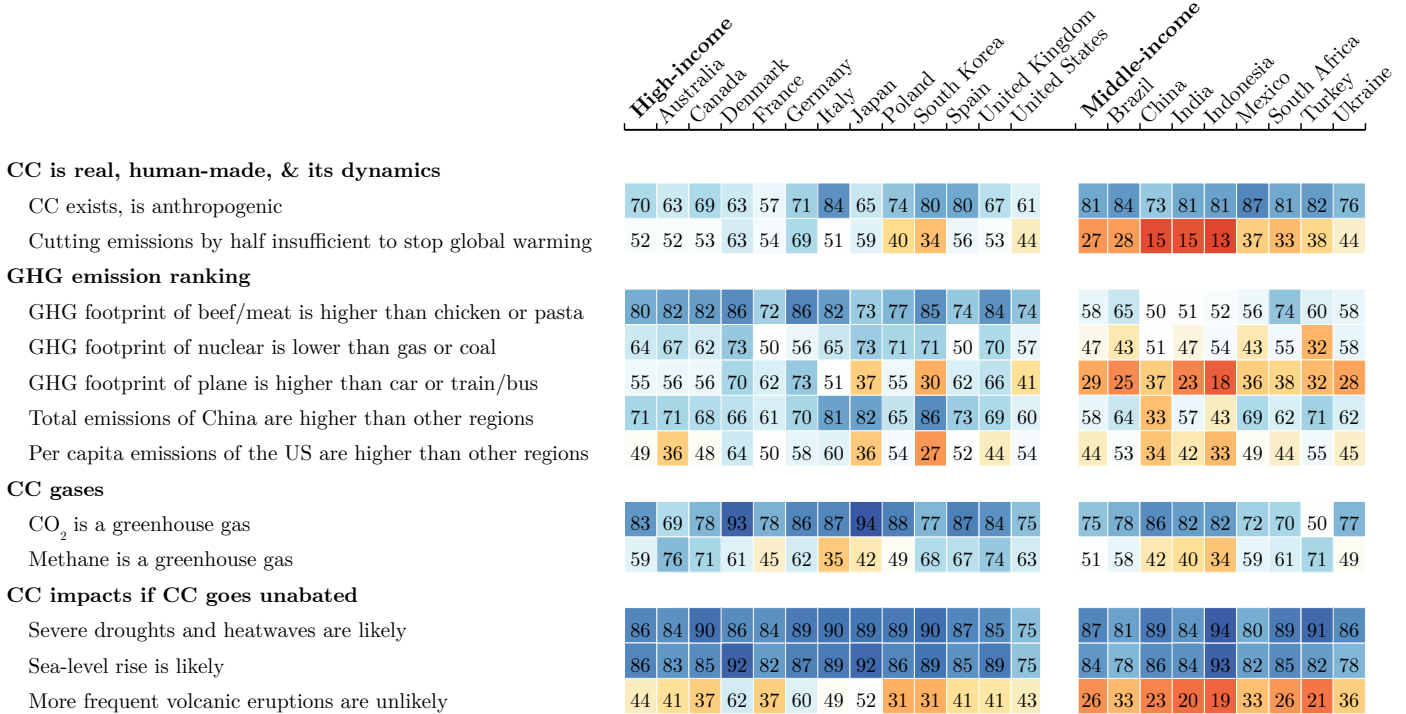 High-income Australia Canada Denmark France Germany Italy Japan Poland South Korea Spain United Kingdom United States Middle-income Brazil China India Indonesia Mexico South Africa Turkey Ukraine
CC is real, human-made, & its dynamics
CC exists, is anthropogenic 70 63 69 63 57 71 84 65 74 80 80 67 61 81 84 73 81 81 87 81 82 76
Cutting emissions by half insufficient to stop global warming 52 52 53 63 54 69 51 59 40 34 56 53 44 27 28 15 15 13 37 33 38 44
GHG emission ranking
GHG footprint of beef/meat is higher than chicken or pasta 80 82 82 86 72 86 82 73 77 85 74 84 74 58 65 50 51 52 56 74 60 58
GHG footprint of nuclear is lower than gas or coal 64 67 62 73 50 56 65 73 71 71 50 70 57 47 43 51 47 54 43 55 32 58
GHG footprint of plane is higher than car or train/bus 55 56 56 70 62 73 51 37 55 30 62 66 41 29 25 37 23 18 36 38 32 28
Total emissions of China are higher than other regions 71 71 68 66 61 70 81 82 65 86 73 69 60 58 64 33 57 43 69 62 71 62
Per capita emissions of the US are higher than other regions 49 36 48 64 50 58 60 36 54 27 52 44 54 44 53 34 42 33 49 44 55 45
CC gases
CO₂ is a greenhouse gas 83 69 78 93 78 86 87 94 88 77 87 84 75 75 78 86 82 82 72 70 50 77
Methane is a greenhouse gas 59 76 71 61 45 62 35 42 49 68 67 74 63 51 58 42 40 34 59 61 71 49
CC impacts if CC goes unabated
Severe droughts and heatwaves are likely 86 84 90 86 84 89 90 89 89 90 87 85 75 87 81 89 84 94 80 89 91 86
Sea-level rise is likely 86 83 85 92 82 87 89 92 86 89 85 89 75 84 78 86 84 93 82 85 82 78
More frequent volcanic eruptions are unlikely 44 41 37 62 37 60 49 52 31 31 41 41 43 26 33 23 20 19 33 26 21 36